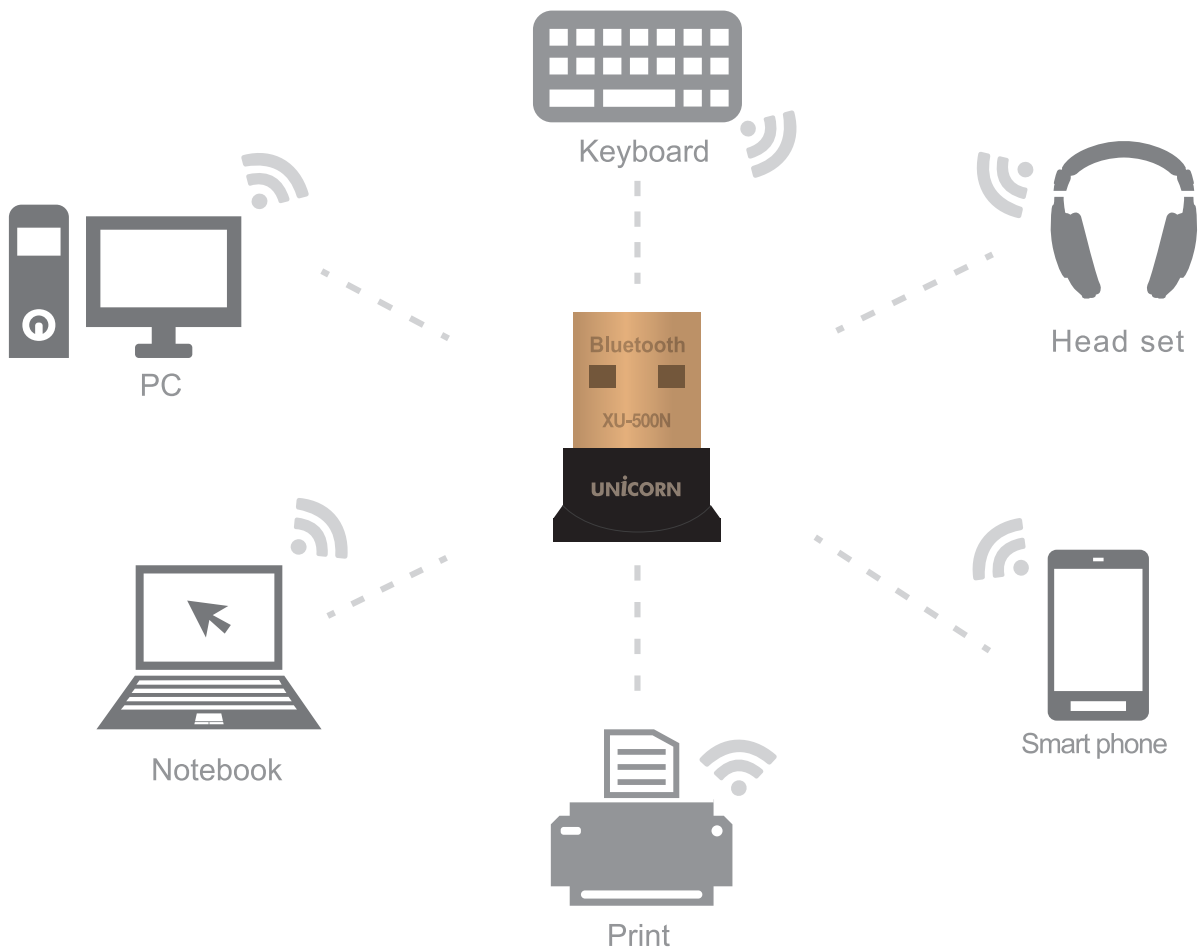 Keyboard
Head set
PC
Bluetooth
XU-500N
UNiCORN
Notebook
Smart phone
Print